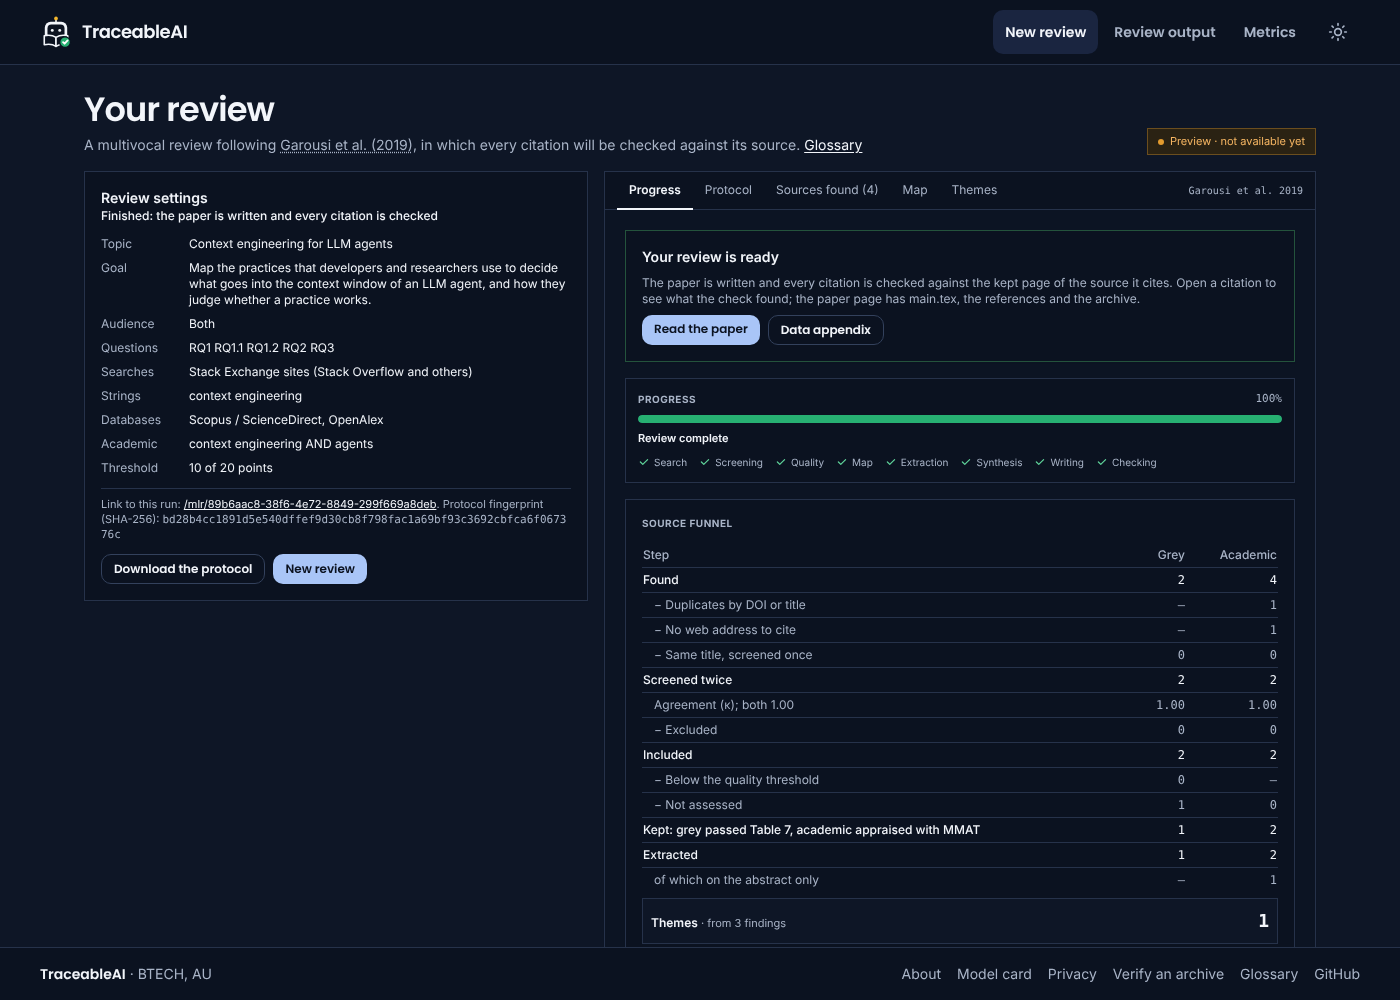 TraceableAI
New review
Review output
Metrics
Your review
A multivocal review following Garousi et al. (2019), in which every citation will be checked against its source. Glossary
Preview · not available yet
Review settings
Finished: the paper is written and every citation is checked
Topic Context engineering for LLM agents
Goal Map the practices that developers and researchers use to decide
what goes into the context window of an LLM agent, and how they
judge whether a practice works.
Audience Both
Questions RQ1 RQ1.1 RQ1.2 RQ2 RQ3
Searches Stack Exchange sites (Stack Overflow and others)
Strings context engineering
Databases Scopus / ScienceDirect, OpenAlex
Academic context engineering AND agents
Threshold 10 of 20 points
Link to this run: /mlr/89b6aac8-38f6-4e72-8849-299f669a8deb. Protocol fingerprint
(SHA-256): bd28b4cc1891d5e540dffef9d30cb8f798fac1a69bf93c3692cbfca6f0673
76c
Download the protocol
New review
Progress
Protocol
Sources found (4)
Map
Themes
Garousi et al. 2019
Your review is ready
The paper is written and every citation is checked against the kept page of the source it cites. Open a citation to
see what the check found; the paper page has main.tex, the references and the archive.
Read the paper
Data appendix
PROGRESS 100%
Review complete
Search Screening Quality Map Extraction Synthesis Writing Checking
SOURCE FUNNEL
Step Grey Academic
Found 2 4
− Duplicates by DOI or title – 1
− No web address to cite – 1
− Same title, screened once 0 0
Screened twice 2 2
Agreement (κ); both 1.00 1.00 1.00
− Excluded 0 0
Included 2 2
− Below the quality threshold 0 –
− Not assessed 1 0
Kept: grey passed Table 7, academic appraised with MMAT 1 2
Extracted 1 2
of which on the abstract only – 1
Themes · from 3 findings 1
TraceableAI · BTECH, AU
About
Model card
Privacy
Verify an archive
Glossary
GitHub